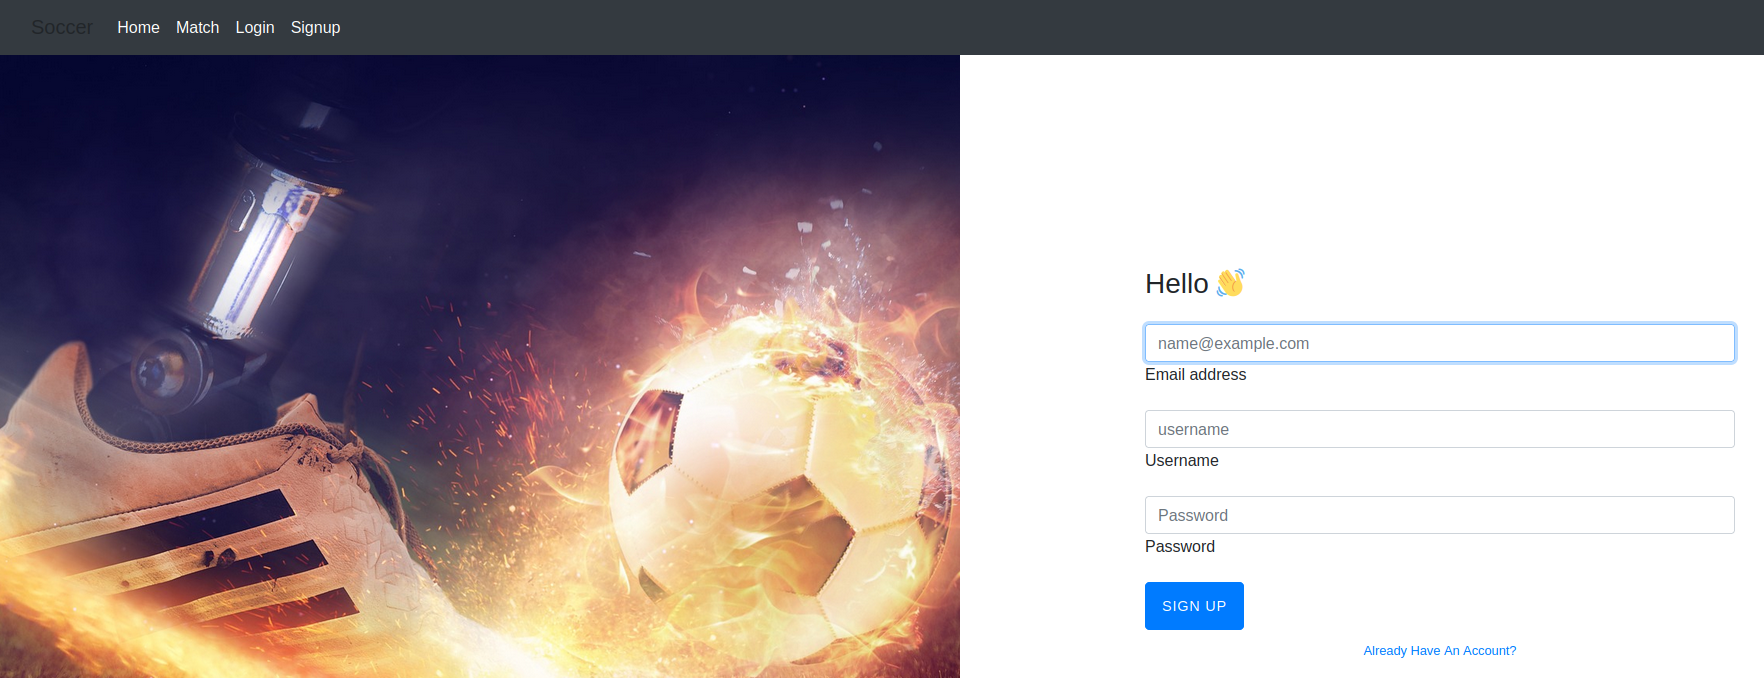 Soccer Home Match Login Signup
Hello 👋
name@example.com
Email address
username
Username
Password
Password
SIGN UP
Already Have An Account?